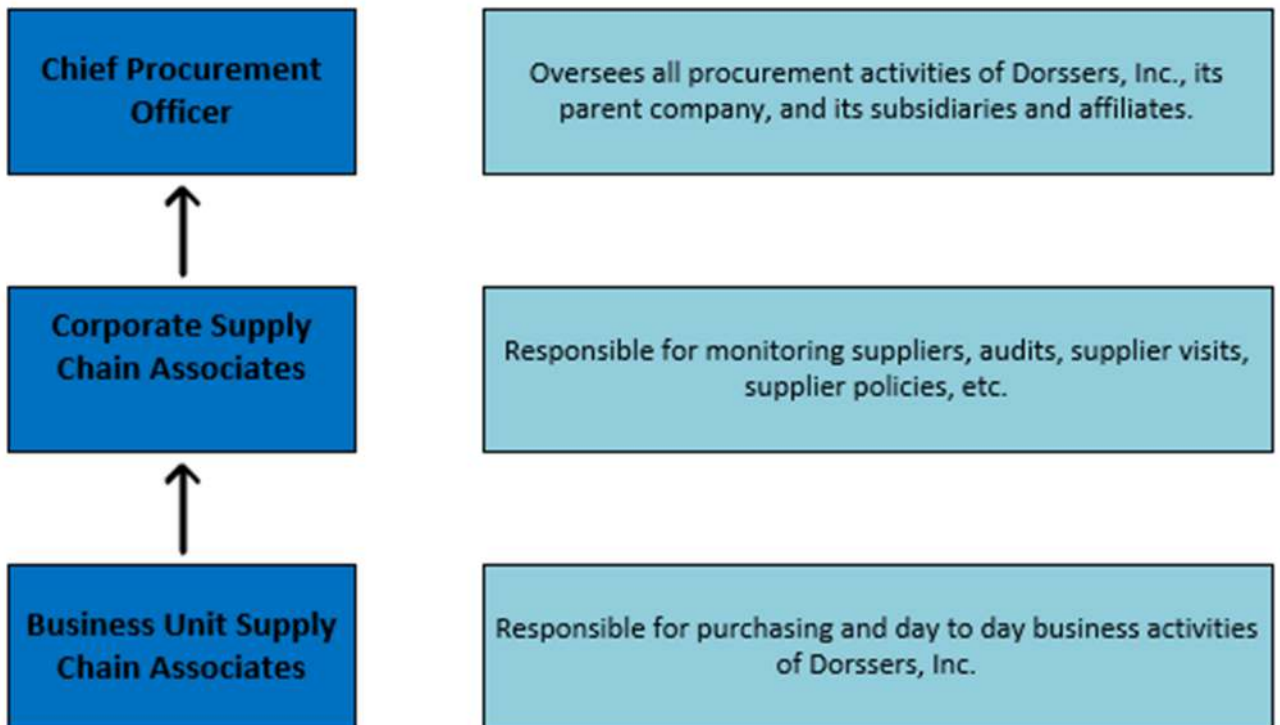 Chief Procurement
Officer
Oversees all procurement activities of Dorssers, Inc., its
parent company, and its subsidiaries and affiliates.
Corporate Supply
Chain Associates
Responsible for monitoring suppliers, audits, supplier visits,
supplier policies, etc.
Business Unit Supply
Chain Associates
Responsible for purchasing and day to day business activities
of Dorssers, Inc.